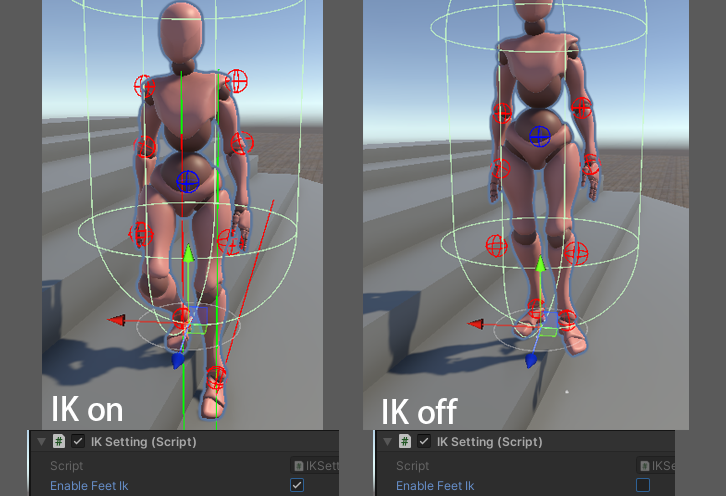 IK on
IK off
# IK Setting (Script)
Script IKSett
Enable Feet Ik
# IK Setting (Script)
Script IKSe
Enable Feet Ik